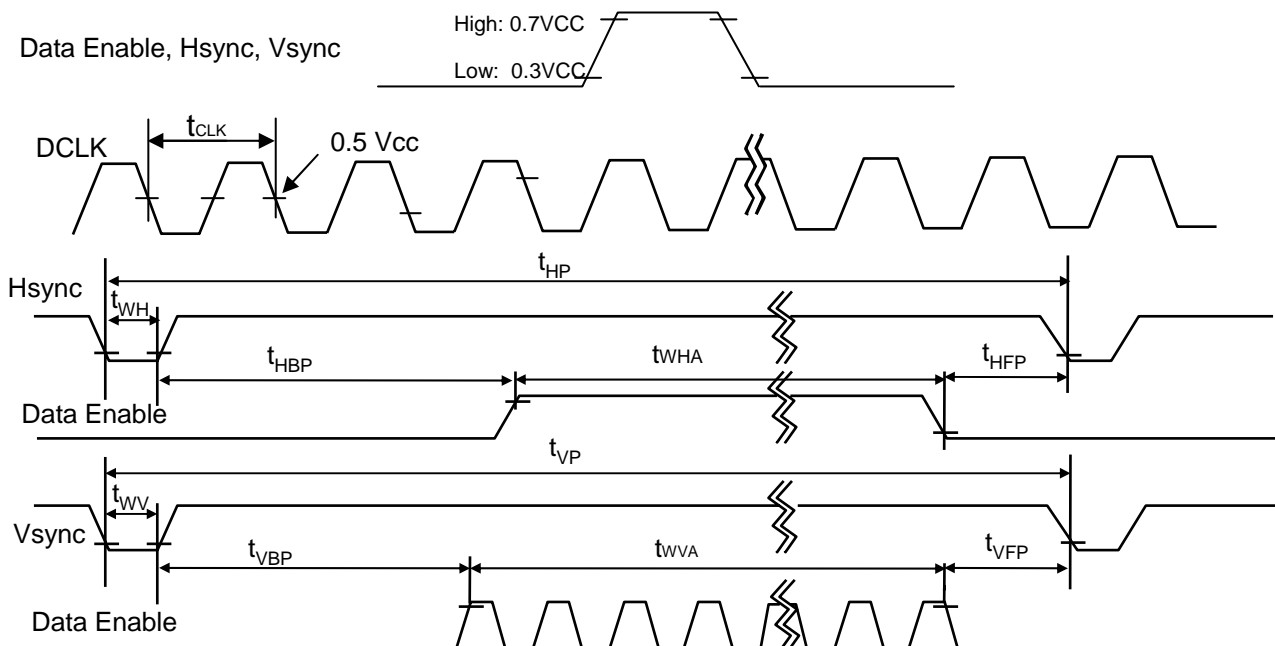 High: 0.7VCC
Data Enable, Hsync, Vsync
Low: 0.3VCC
tCLK
DCLK
0.5 Vcc
tHP
Hsync
tWH
tHBP
tWHA
tHFP
Data Enable
tVP
tWV
Vsync
tVBP
tWVA
tVFP
Data Enable